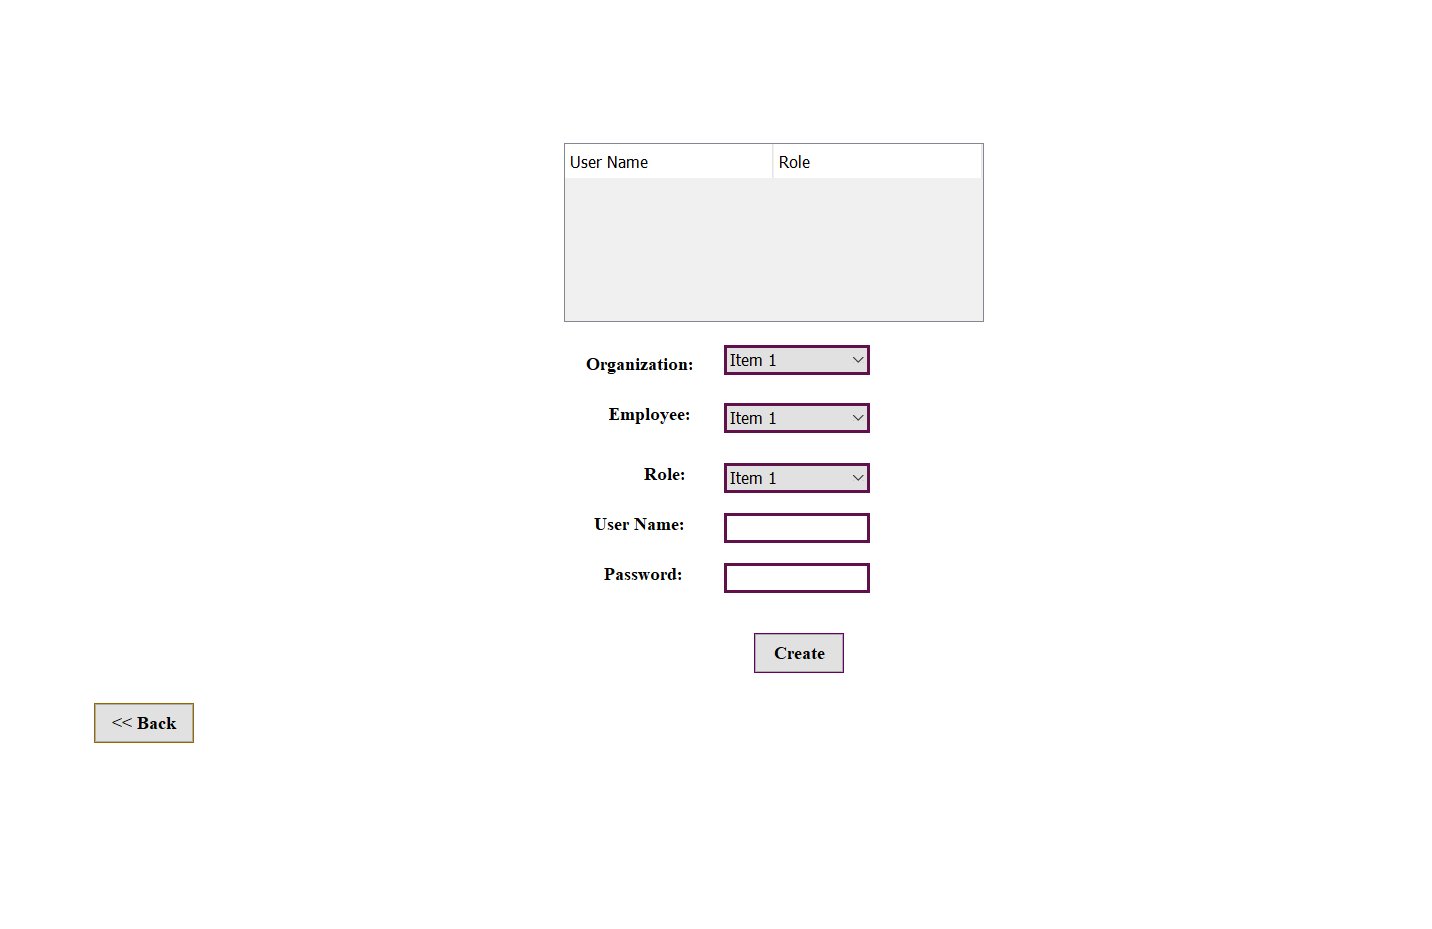 User Name Role
Organization: Item 1
Employee: Item 1
Role: Item 1
User Name:
Password:
Create
<< Back